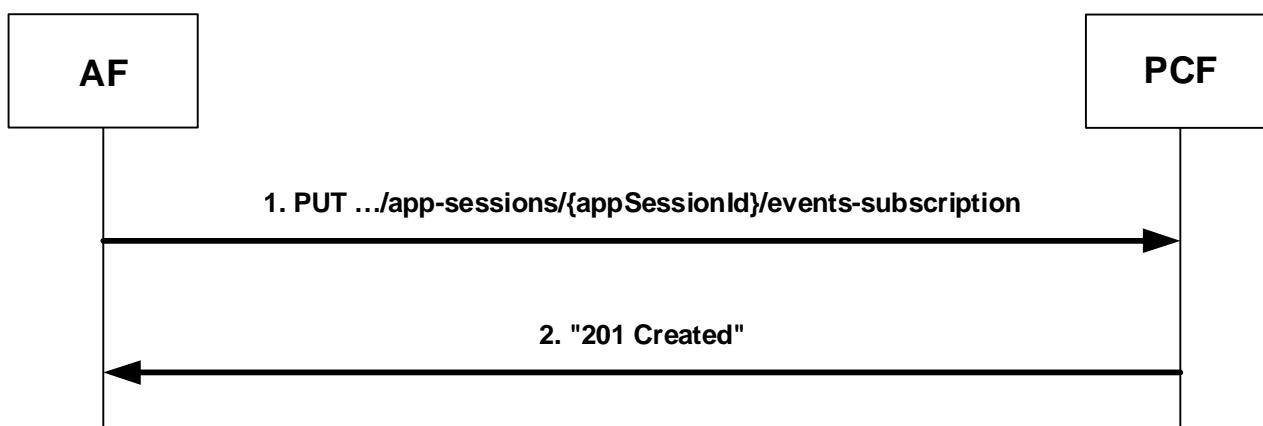 AF
PCF
1. PUT …/app-sessions/{appSessionId}/events-subscription
2. "201 Created"